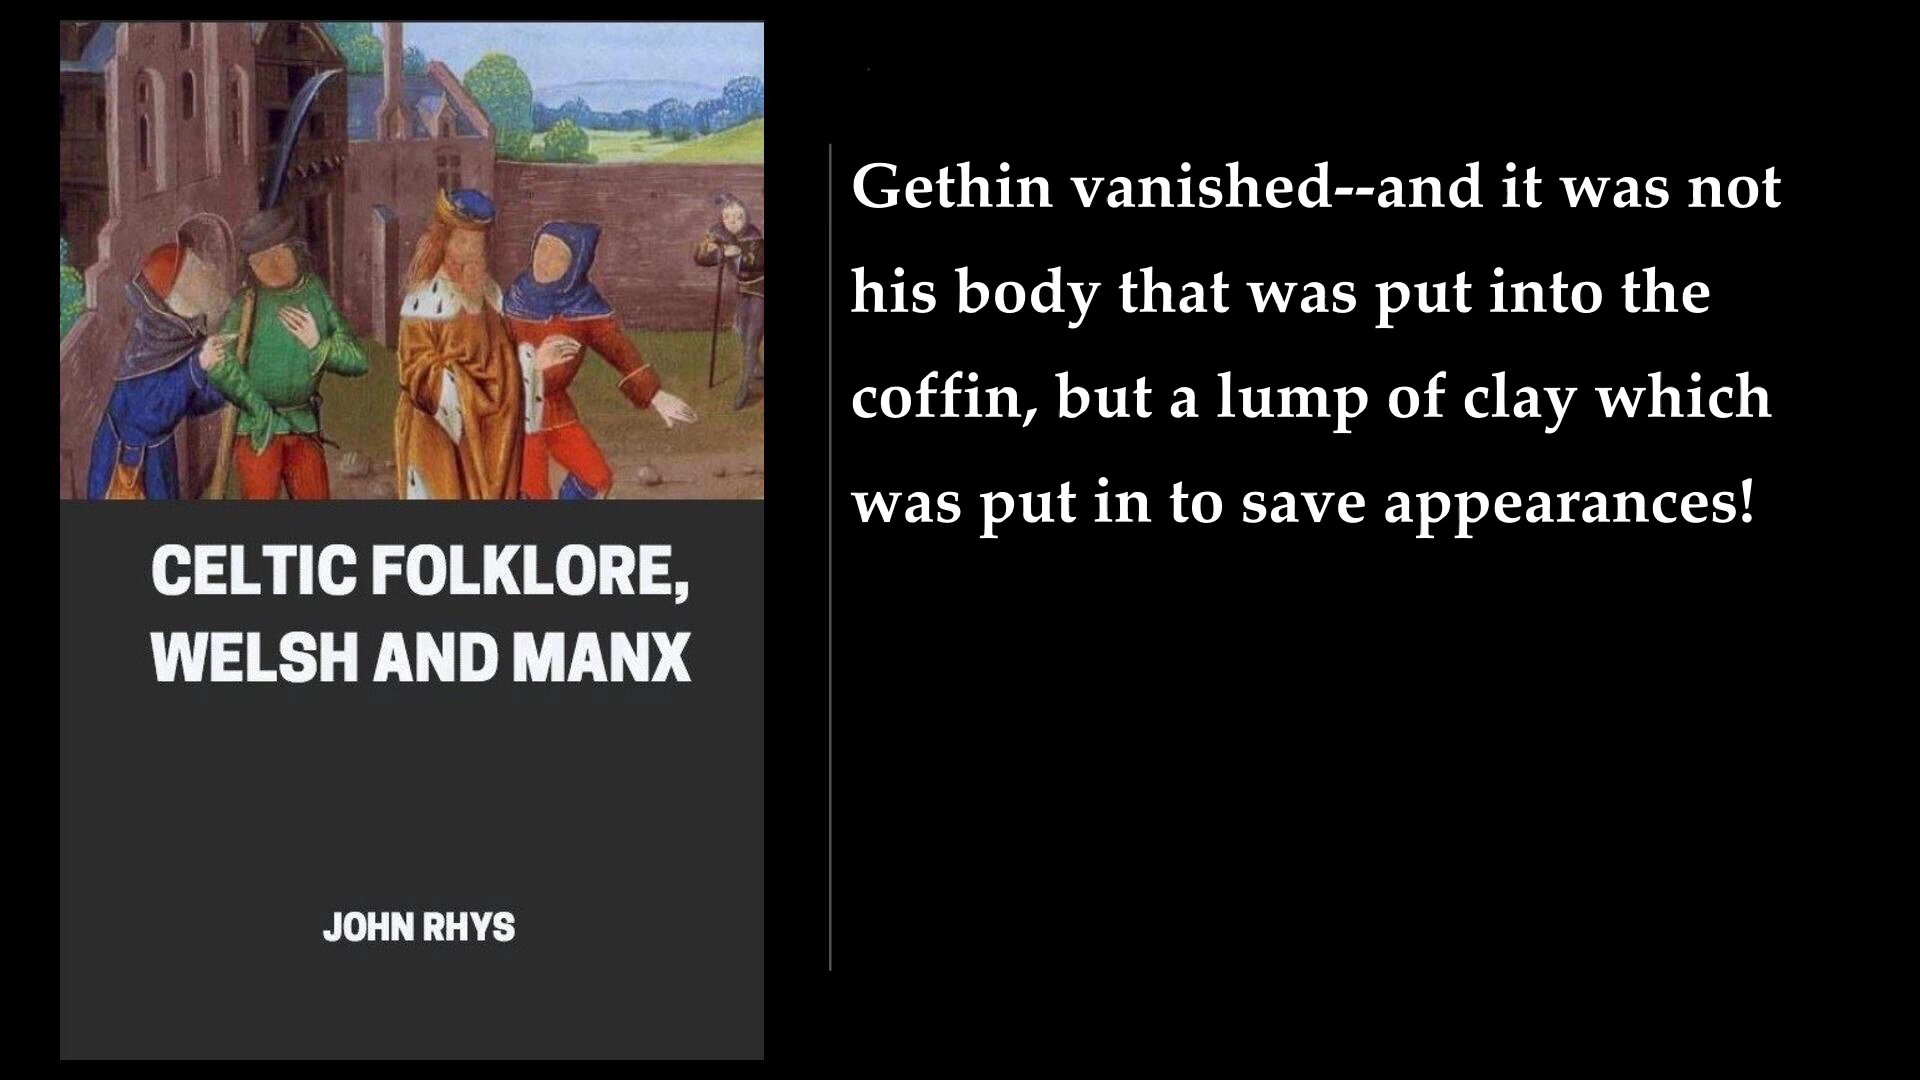 CELTIC FOLKLORE,
WELSH AND MANX
JOHN RHYS
Gethin vanished--and it was not
his body that was put into the
coffin, but a lump of clay which
was put in to save appearances!